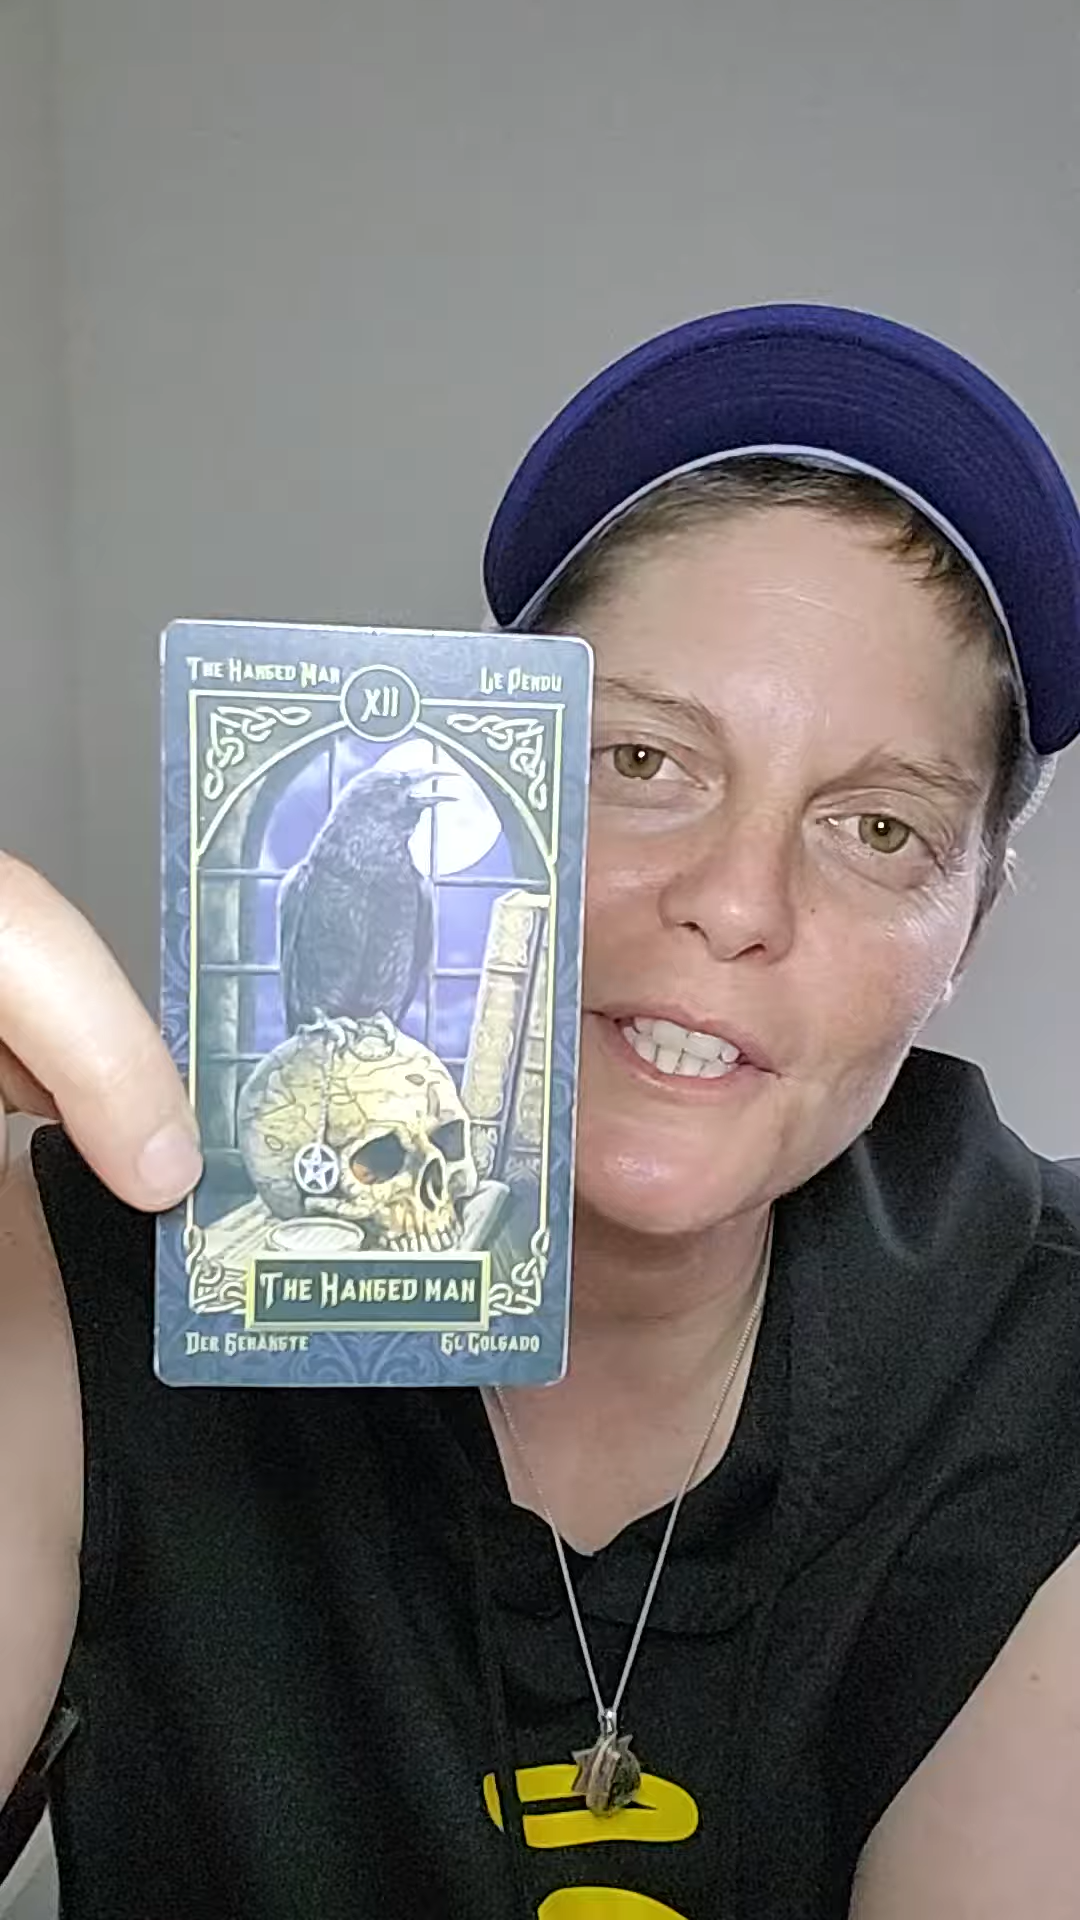 The Hanged Man
XII
Le Pendu
The Hanged Man
Der Gehängte
El Colgado